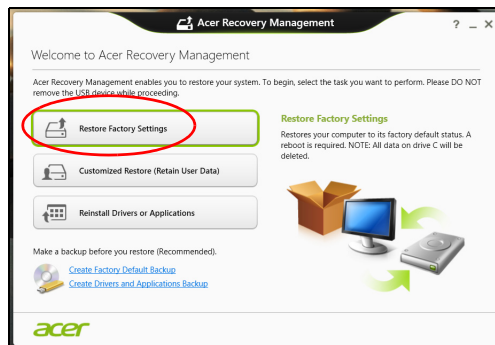 Acer Recovery Management
? _ X
Welcome to Acer Recovery Management
Acer Recovery Management enables you to restore your system. To begin, select the task you want to perform. Please DO NOT
remove the USB device while proceeding.
Restore Factory Settings
Customized Restore (Retain User Data)
Reinstall Drivers or Applications
Restore Factory Settings
Restores your computer to its factory default status. A
reboot is required. NOTE: All data on drive C will be
deleted.
Make a backup before you restore (Recommended).
Create Factory Default Backup
Create Drivers and Applications Backup
acer